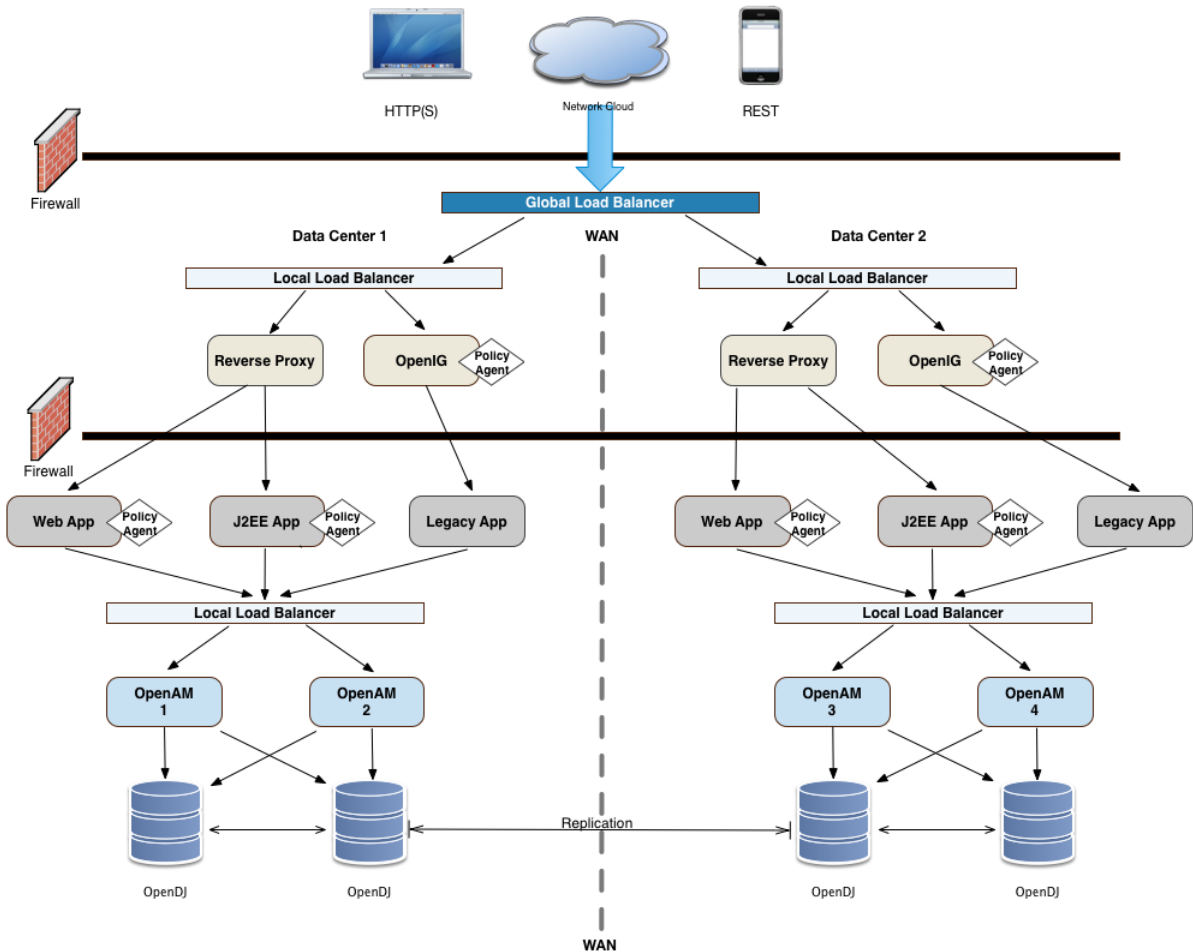 HTTP(S)
Network Cloud
REST
Firewall
Global Load Balancer
Data Center 1
WAN
Data Center 2
Local Load Balancer
Local Load Balancer
Reverse Proxy
OpenIG
Policy
Agent
Reverse Proxy
OpenIG
Policy
Agent
Firewall
Web App
Policy
Agent
J2EE App
Policy
Agent
Legacy App
Web App
Policy
Agent
J2EE App
Policy
Agent
Legacy App
Local Load Balancer
Local Load Balancer
OpenAM
1
OpenAM
2
OpenAM
3
OpenAM
4
Replication
OpenDJ
OpenDJ
OpenDJ
OpenDJ
WAN